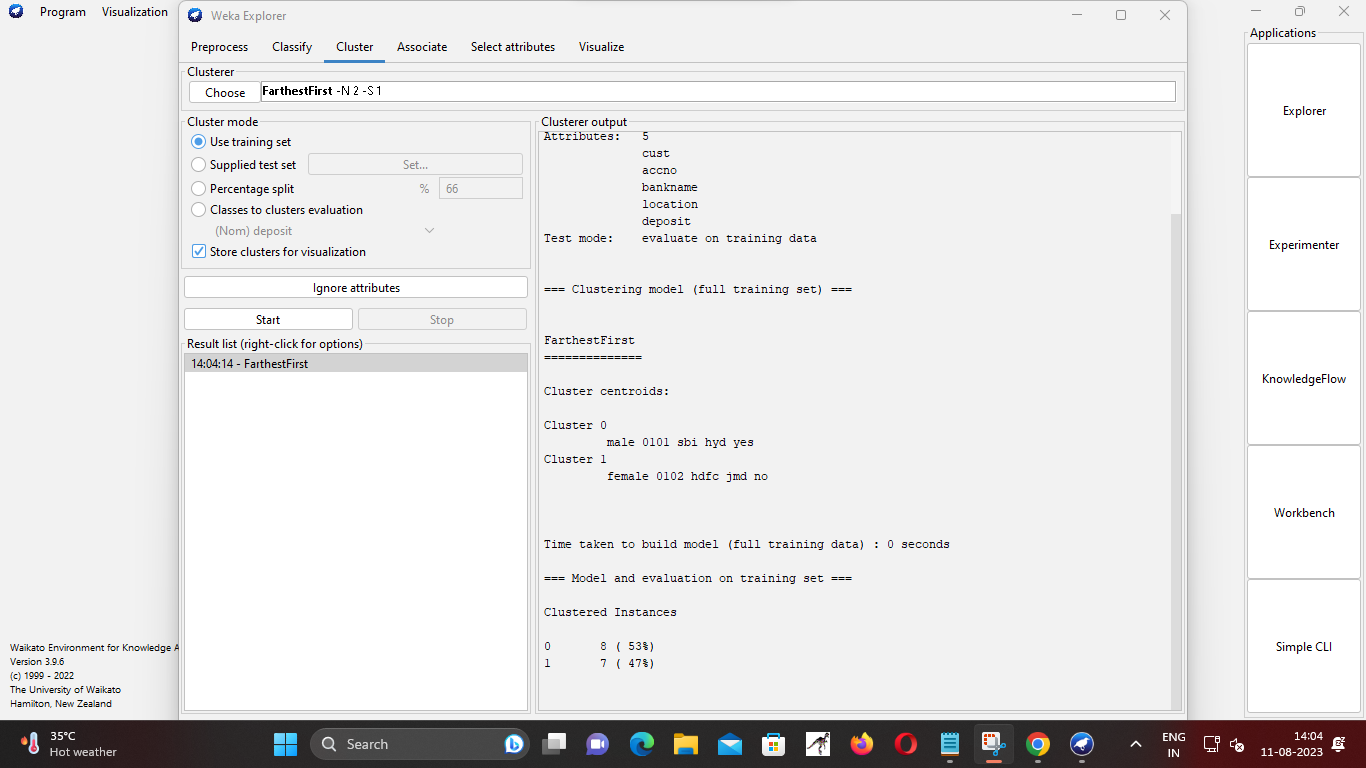 Program Visualization
Weka Explorer
Preprocess Classify Cluster Associate Select attributes Visualize
Clusterer
Choose FarthestFirst -N 2 -S 1
Cluster mode
Use training set
Supplied test set Set...
Percentage split % 66
Classes to clusters evaluation
(Nom) deposit
Store clusters for visualization
Ignore attributes
Start Stop
Result list (right-click for options)
14:04:14 - FarthestFirst
Clusterer output
Attributes: 5
cust
accno
bankname
location
deposit
Test mode: evaluate on training data
=== Clustering model (full training set) ===
FarthestFirst
==============
Cluster centroids:
Cluster 0
male 0101 sbi hyd yes
Cluster 1
female 0102 hdfc jmd no
Time taken to build model (full training data) : 0 seconds
=== Model and evaluation on training set ===
Clustered Instances
0 8 ( 53%)
1 7 ( 47%)
Applications
Explorer
Experimenter
KnowledgeFlow
Workbench
Simple CLI
Waikato Environment for Knowledge A
Version 3.9.6
(c) 1999 - 2022
The University of Waikato
Hamilton, New Zealand
35°C
Hot weather
Search
ENG
IN
14:04
11-08-2023